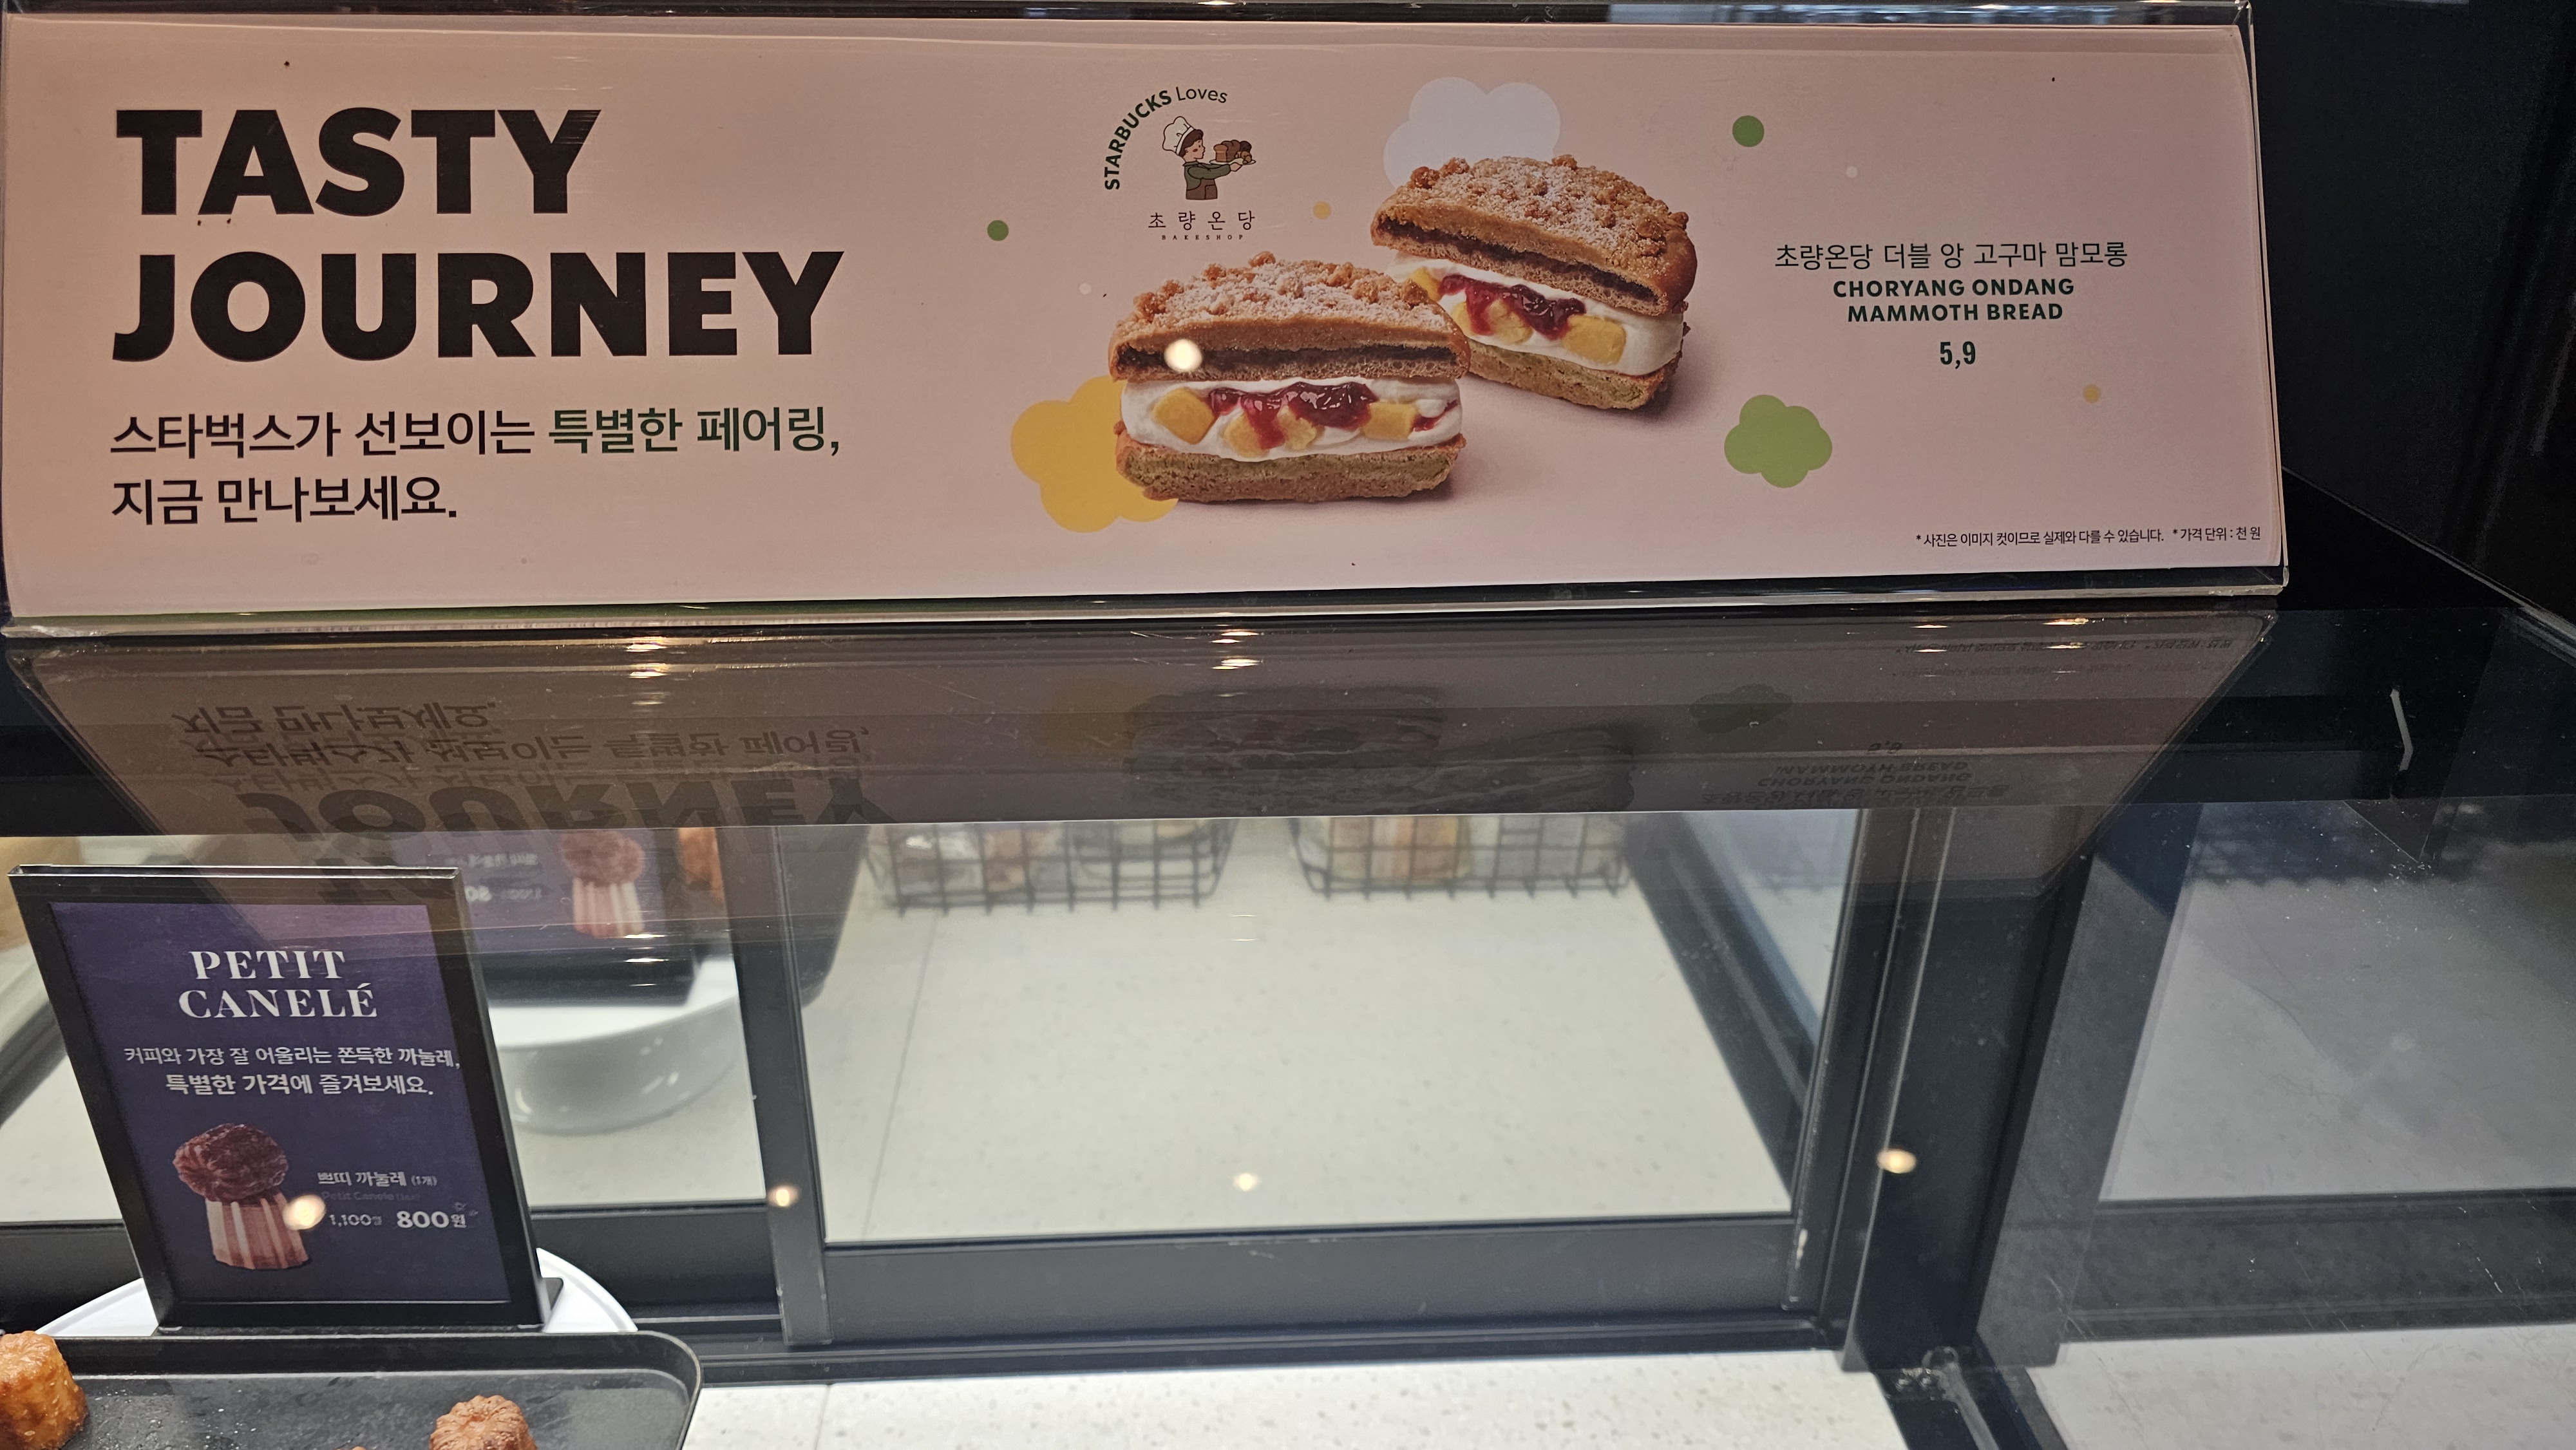 TASTY
JOURNEY
스타벅스가 선보이는 특별한 페어링,
지금 만나보세요.
STARBUCKS Loves
초량온당
BAKESHOP
초량온당 더블 앙 고구마 맘모롱
CHORYANG ONDANG
MAMMOTH BREAD
5,9
* 사진은 이미지 컷이므로 실제와 다를 수 있습니다. * 가격 단위 : 천 원
PETIT
CANELÉ
커피와 가장 잘 어울리는 쫀득한 까눌레,
특별한 가격에 즐겨보세요.
쁘띠 까눌레 (1개)
Petit Canele
1,100원 800원